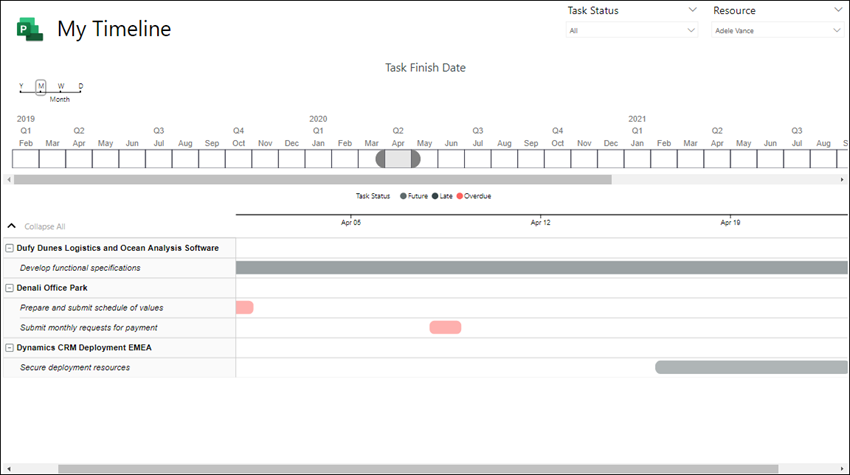 Task Status
Resource
P
My Timeline
All
Adele Vance
Task Finish Date
Y M W D
Month
2019 2020 2021
Q1 Q2 Q3 Q4 Q1 Q2 Q3 Q4 Q1 Q2 Q3
Feb Mar Apr May Jun Jul Aug Sep Oct Nov Dec Jan Feb Mar Apr May Jun Jul Aug Sep Oct Nov Dec Jan Feb Mar Apr May Jun Jul Aug S
Task Status Future Late Overdue
Collapse All
Apr 05 Apr 12 Apr 19
Dufy Dunes Logistics and Ocean Analysis Software
Develop functional specifications
Denali Office Park
Prepare and submit schedule of values
Submit monthly requests for payment
Dynamics CRM Deployment EMEA
Secure deployment resources